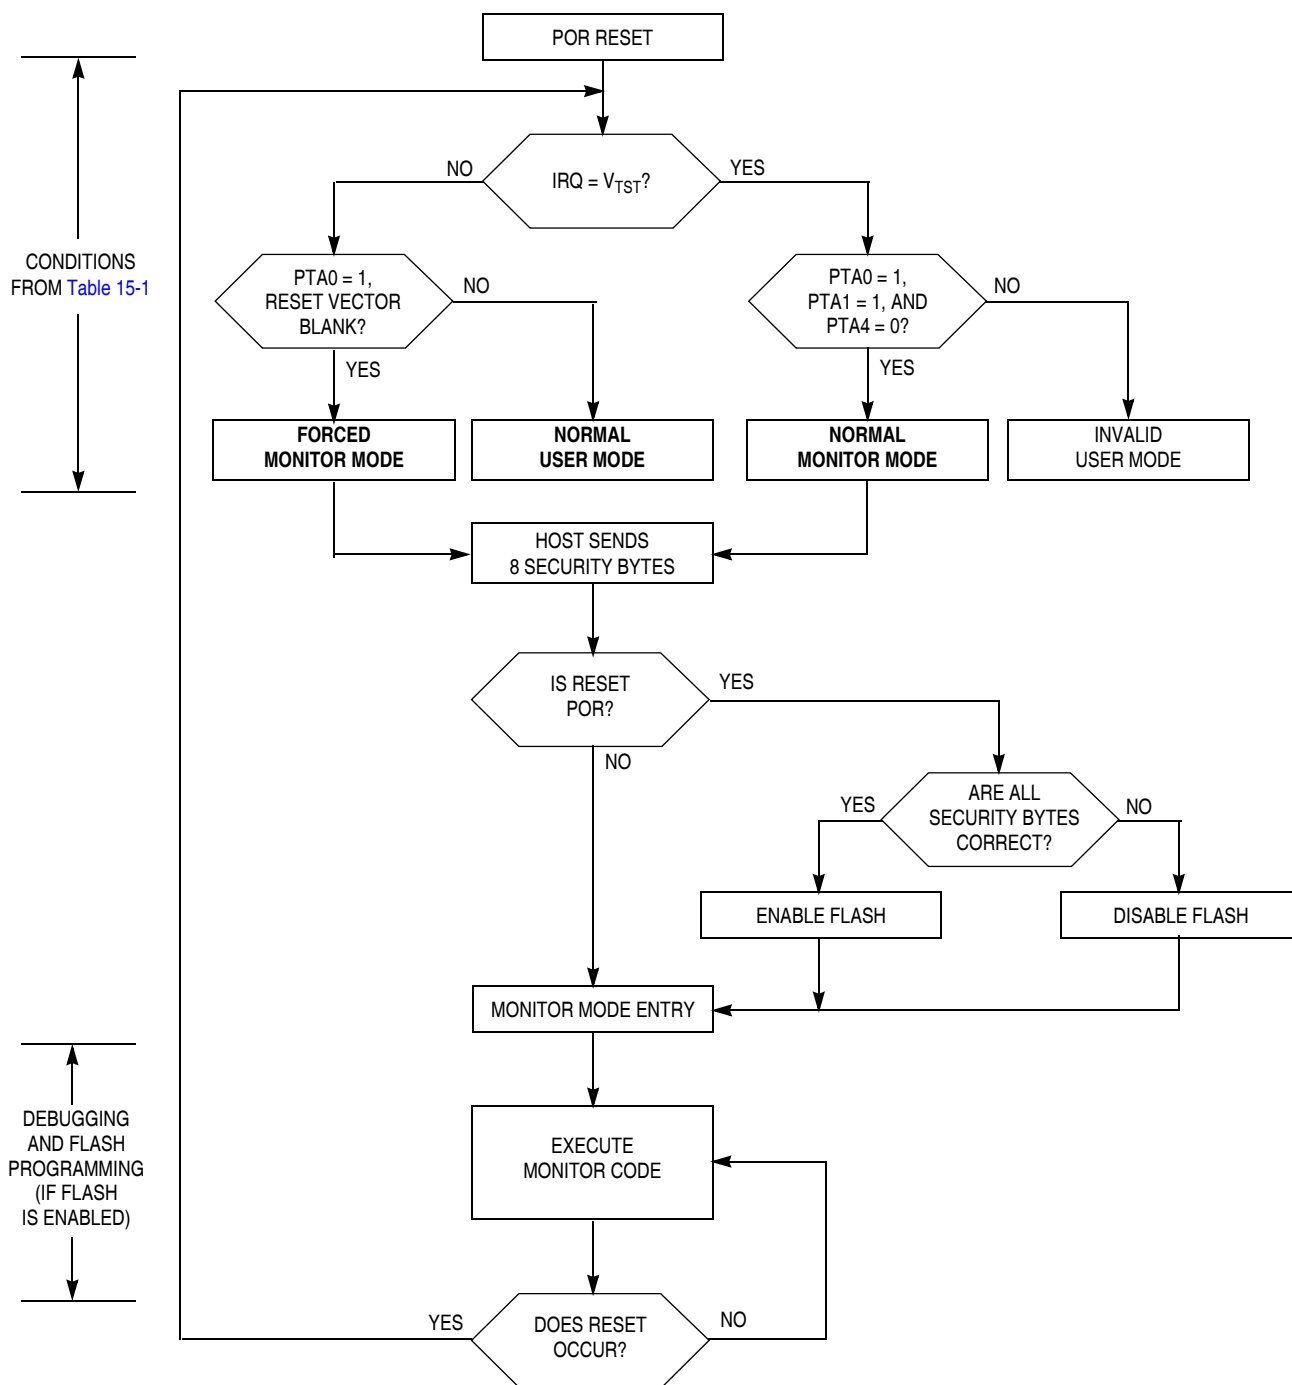 POR RESET
NO
IRQ = VTST?
YES
CONDITIONS
FROM Table 15-1
PTA0 = 1,
RESET VECTOR
BLANK?
NO
YES
PTA0 = 1,
PTA1 = 1, AND
PTA4 = 0?
NO
YES
FORCED
MONITOR MODE
NORMAL
USER MODE
NORMAL
MONITOR MODE
INVALID
USER MODE
HOST SENDS
8 SECURITY BYTES
IS RESET
POR?
YES
NO
YES
ARE ALL
SECURITY BYTES
CORRECT?
NO
ENABLE FLASH
DISABLE FLASH
MONITOR MODE ENTRY
DEBUGGING
AND FLASH
PROGRAMMING
(IF FLASH
IS ENABLED)
EXECUTE
MONITOR CODE
YES
DOES RESET
OCCUR?
NO